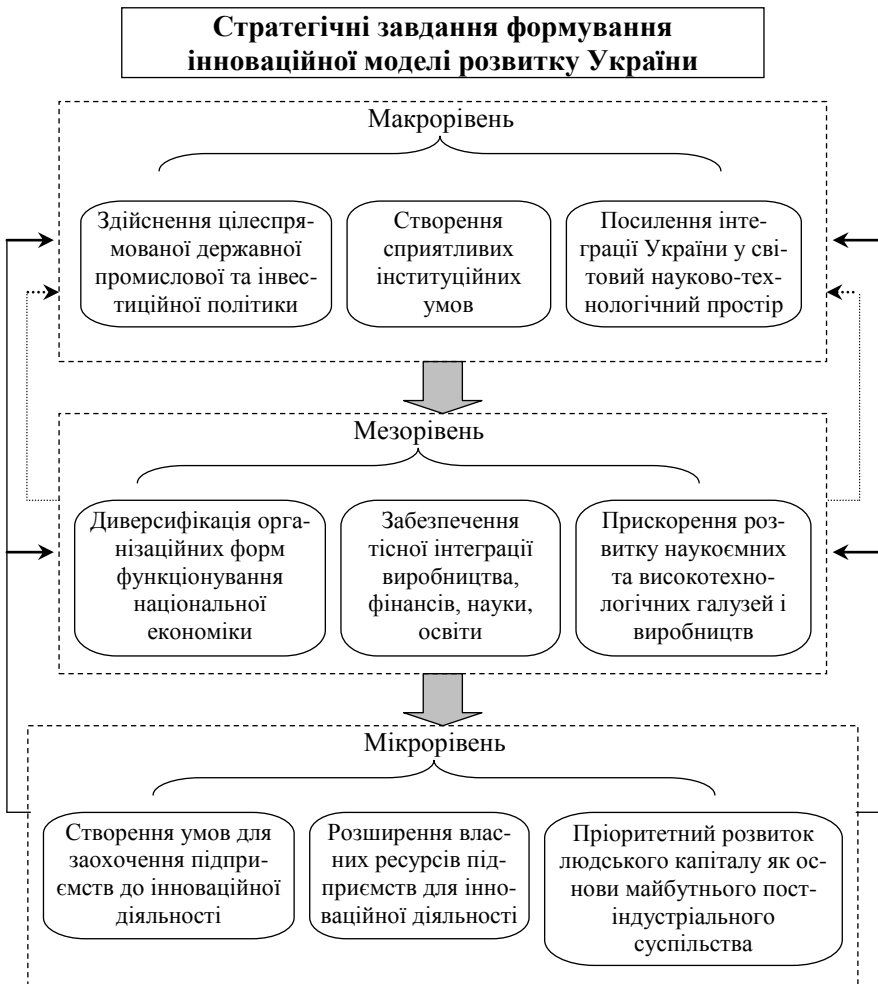 Стратегічні завдання формування
інноваційної моделі розвитку України
Макрорівень
Здійснення цілеспря-
мованої державної
промислової та інвес-
тиційної політики
Створення
сприятливих
інституційних
умов
Посилення інте-
грації України у сві-
товий науково-тех-
нологічний простір
Мезорівень
Диверсифікація орга-
нізаційних форм
функціонування
національної
економіки
Забезпечення
тісної інтеграції
виробництва,
фінансів, науки,
освіти
Прискорення роз-
витку наукоємних
та високотехно-
логічних галузей і
виробництв
Мікрорівень
Створення умов для
заохочення підпри-
ємств до інноваційної
діяльності
Розширення влас-
них ресурсів під-
приємств для інно-
ваційної діяльності
Пріоритетний розвиток
людського капіталу як ос-
нови майбутнього пост-
індустріального
суспільства